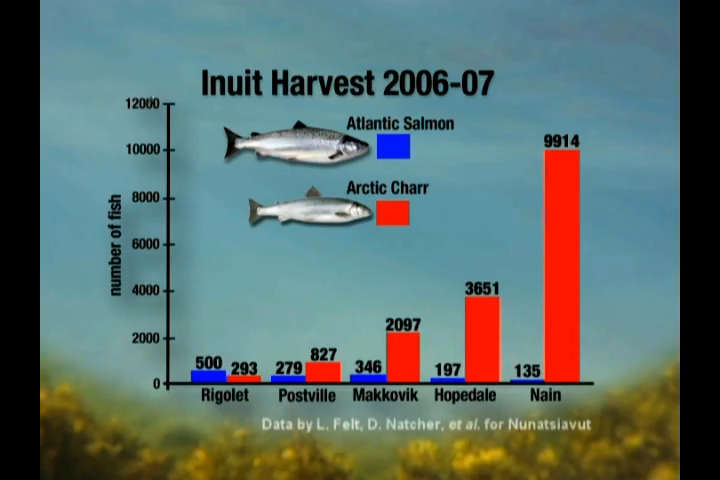 Inuit Harvest 2006-07
12000
Atlantic Salmon
10000
9914
Arctic Charr
8000
number of fish
6000
4000
3651
2097
2000
500 293 279 827 346 197 135
0
Rigolet Postville Makkovik Hopedale Nain
Data by L. Felt, D. Natcher, et al. for Nunatsiavut